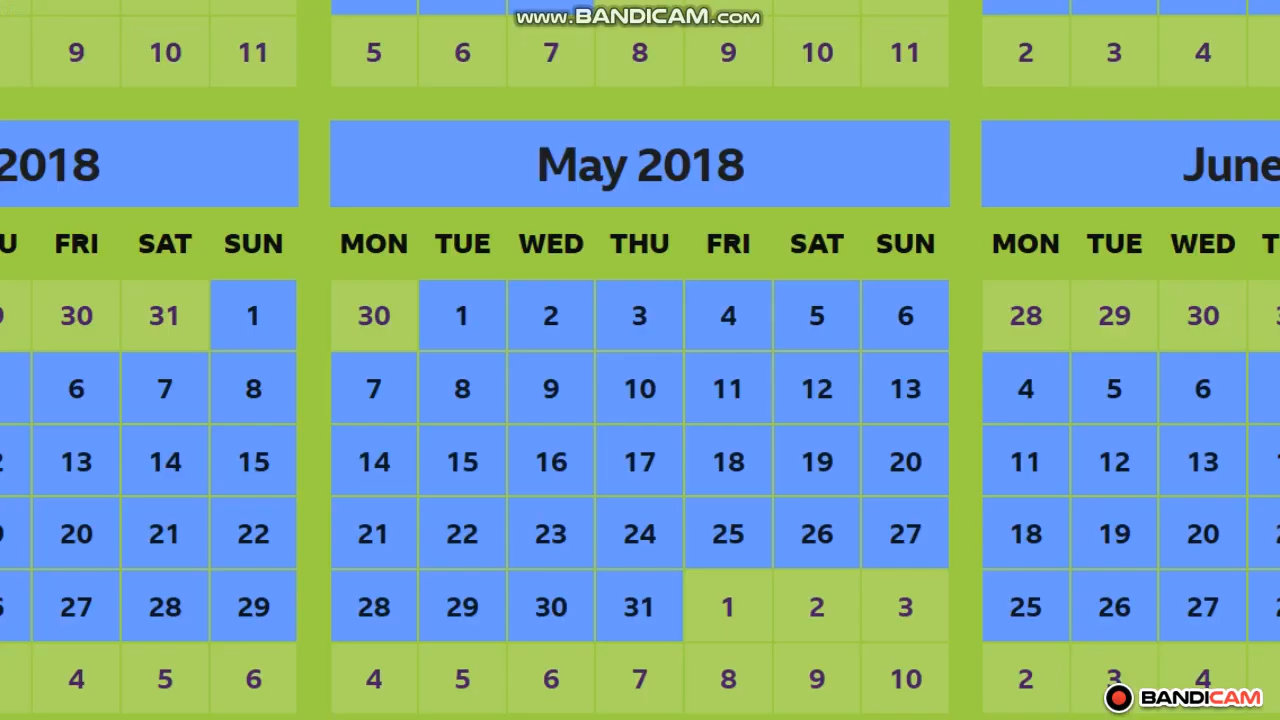 www.BANDICAM.com
9 10 11 5 6 7 8 9 10 11 2 3 4
2018 May 2018 June
U FRI SAT SUN MON TUE WED THU FRI SAT SUN MON TUE WED T
30 31 1 30 1 2 3 4 5 6 28 29 30
6 7 8 7 8 9 10 11 12 13 4 5 6
13 14 15 14 15 16 17 18 19 20 11 12 13
20 21 22 21 22 23 24 25 26 27 18 19 20
27 28 29 28 29 30 31 1 2 3 25 26 27
4 5 6 4 5 6 7 8 9 10 2 3 4
BANDICAM